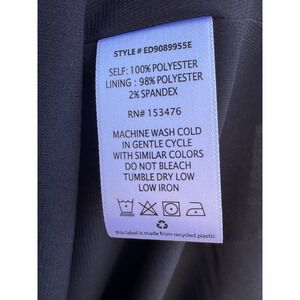 STYLE # ED9089955E
SELF: 100% POLYESTER
LINING : 98% POLYESTER
2% SPANDEX
RN# 153476
MACHINE WASH COLD
IN GENTLE CYCLE
WITH SIMILAR COLORS
DO NOT BLEACH
TUMBLE DRY LOW
LOW IRON
this label is made from recycled plastic